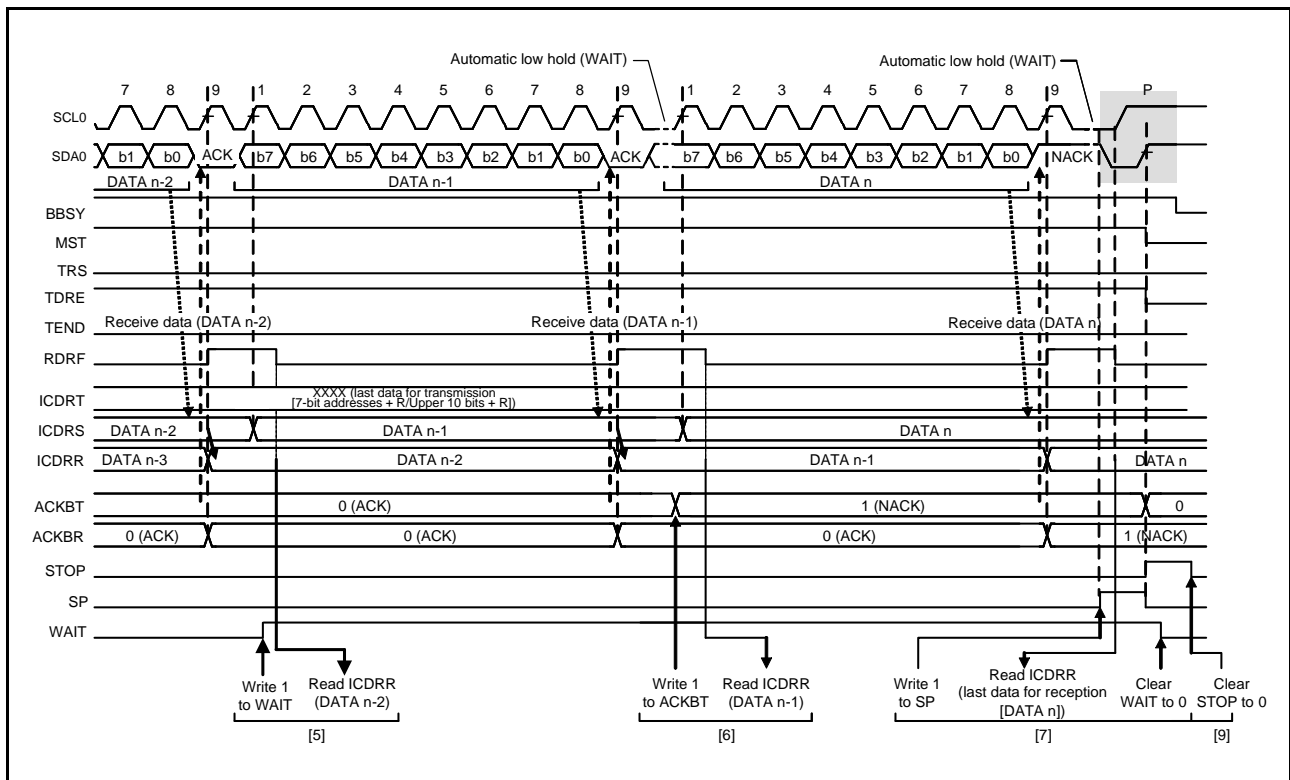 Automatic low hold (WAIT)
Automatic low hold (WAIT)
7 8 9 1 2 3 4 5 6 7 8 9 1 2 3 4 5 6 7 8 9 P
SCL0
SDA0 b1 b0 ACK b7 b6 b5 b4 b3 b2 b1 b0 ACK b7 b6 b5 b4 b3 b2 b1 b0 NACK
DATA n-2 DATA n-1 DATA n
BBSY
MST
TRS
TDRE
TEND Receive data (DATA n-2) Receive data (DATA n-1) Receive data (DATA n)
RDRF
ICDRT XXXX (last data for transmission
[7-bit addresses + R/Upper 10 bits + R])
ICDRS DATA n-2 DATA n-1 DATA n
ICDRR DATA n-3 DATA n-2 DATA n-1 DATA n
ACKBT 0 (ACK) 1 (NACK) 0
ACKBR 0 (ACK) 0 (ACK) 0 (ACK) 1 (NACK)
STOP
SP
WAIT
Write 1
to WAIT
Read ICDRR
(DATA n-2)
[5]
Write 1
to ACKBT
Read ICDRR
(DATA n-1)
[6]
Write 1
to SP
Read ICDRR
(last data for reception
[DATA n])
Clear
WAIT to 0
[7]
Clear
STOP to 0
[9]